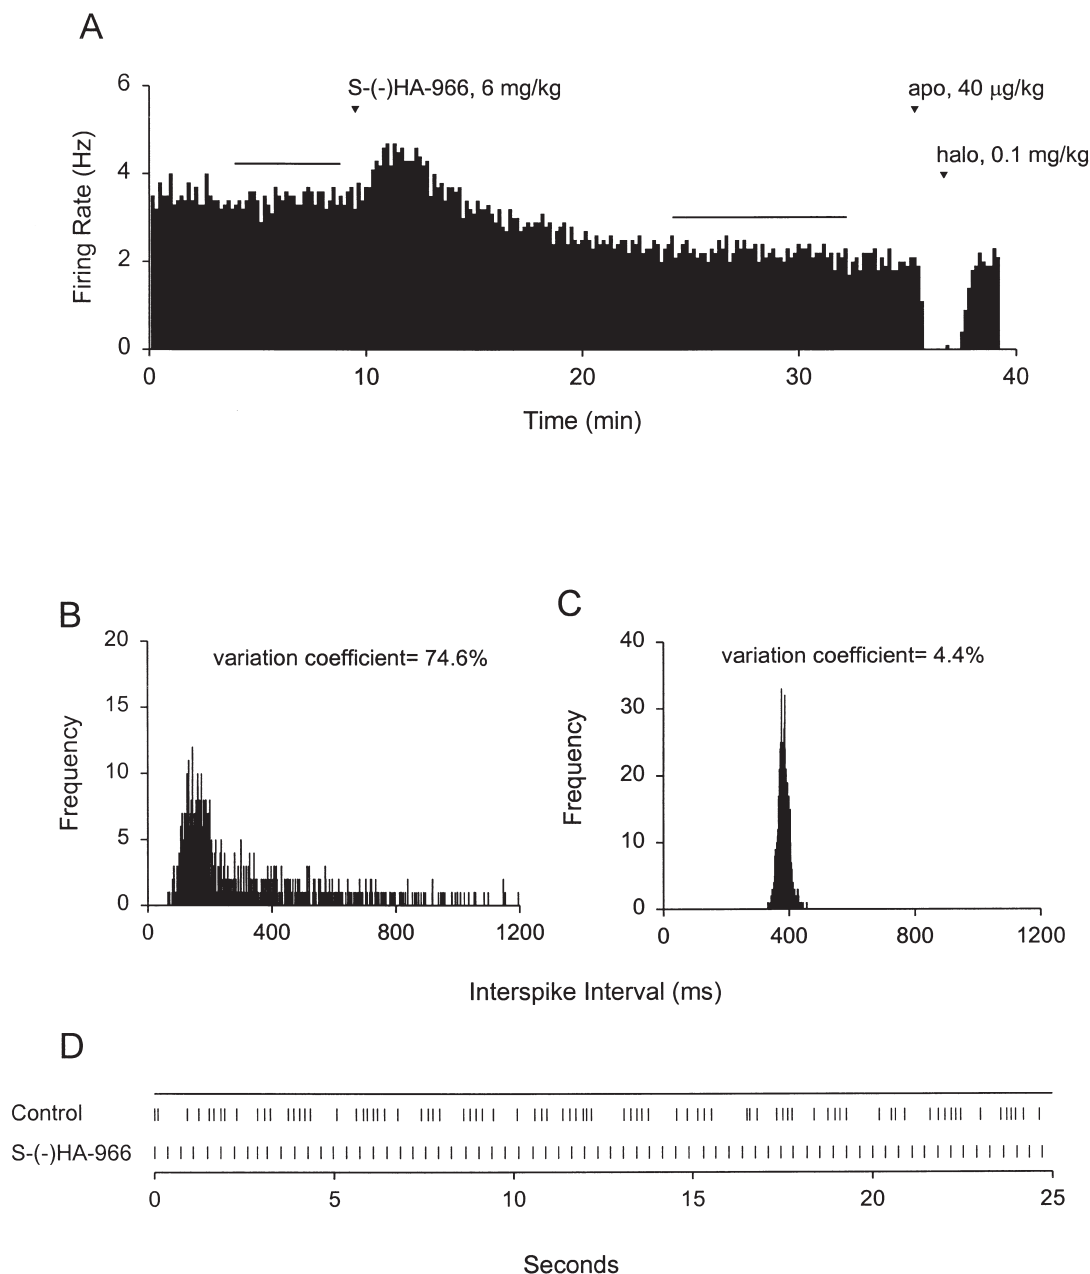 A
6
4
2
0
Firing Rate (Hz)
S-(-)HA-966, 6 mg/kg
apo, 40 µg/kg
halo, 0.1 mg/kg
0 10 20 30 40
Time (min)
B
20
15
10
5
0
Frequency
variation coefficient= 74.6%
0 400 800 1200
C
40
30
20
10
0
Frequency
variation coefficient= 4.4%
0 400 800 1200
Interspike Interval (ms)
D
Control
S-(-)HA-966
0 5 10 15 20 25
Seconds